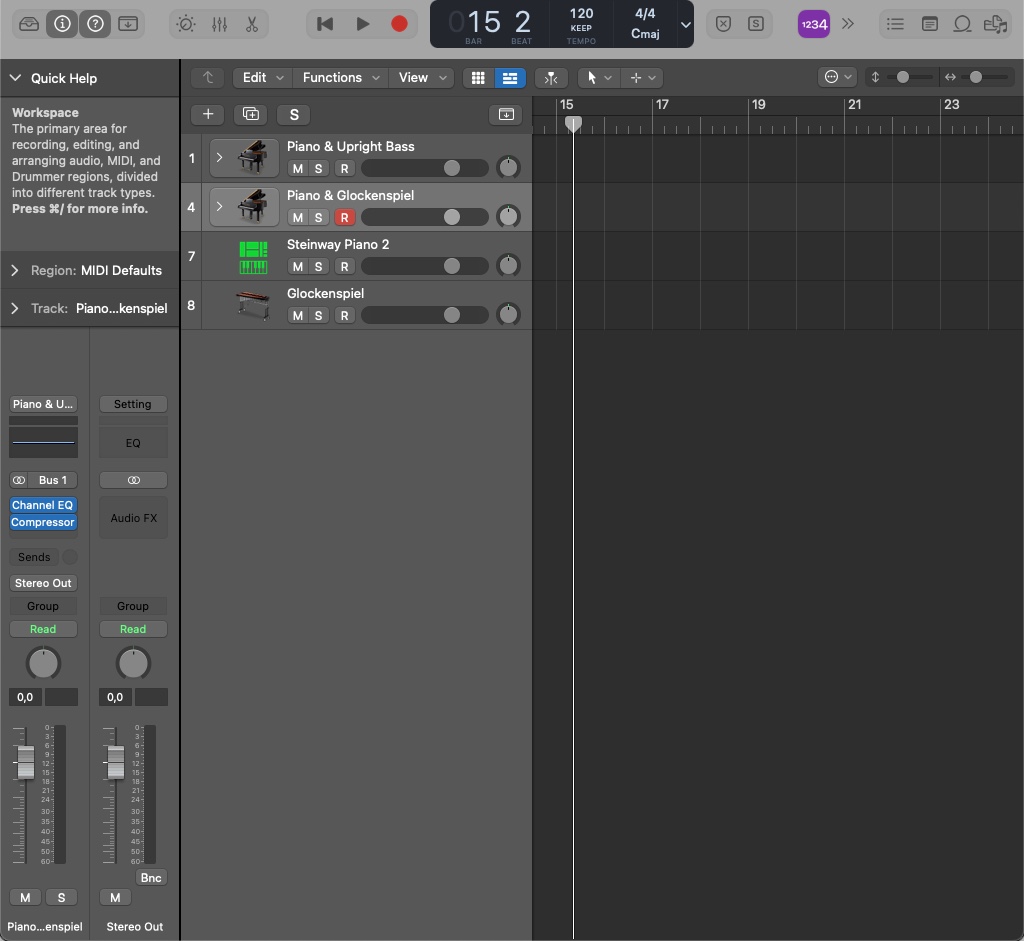 15 2
120
KEEP
4/4
Cmaj
BAR
BEAT
TEMPO
S
1234
Quick Help
Edit
Functions
View
Workspace
The primary area for
recording, editing, and
arranging audio, MIDI, and
Drummer regions, divided
into different track types.
Press ⌘/ for more info.
+
S
15
17
19
21
23
1
Piano & Upright Bass
M S R
4
Piano & Glockenspiel
M S R
7
Steinway Piano 2
M S R
8
Glockenspiel
M S R
Region: MIDI Defaults
Track: Piano...kenspiel
Piano & U...
Setting
EQ
Bus 1
Channel EQ
Compressor
Audio FX
Sends
Stereo Out
Group
Group
Read
Read
0,0
0,0
0
3
6
9
12
15
18
21
24
30
35
40
45
50
60
0
3
6
9
12
15
18
21
24
30
35
40
45
50
60
Bnc
M S
M
Piano...enspiel
Stereo Out